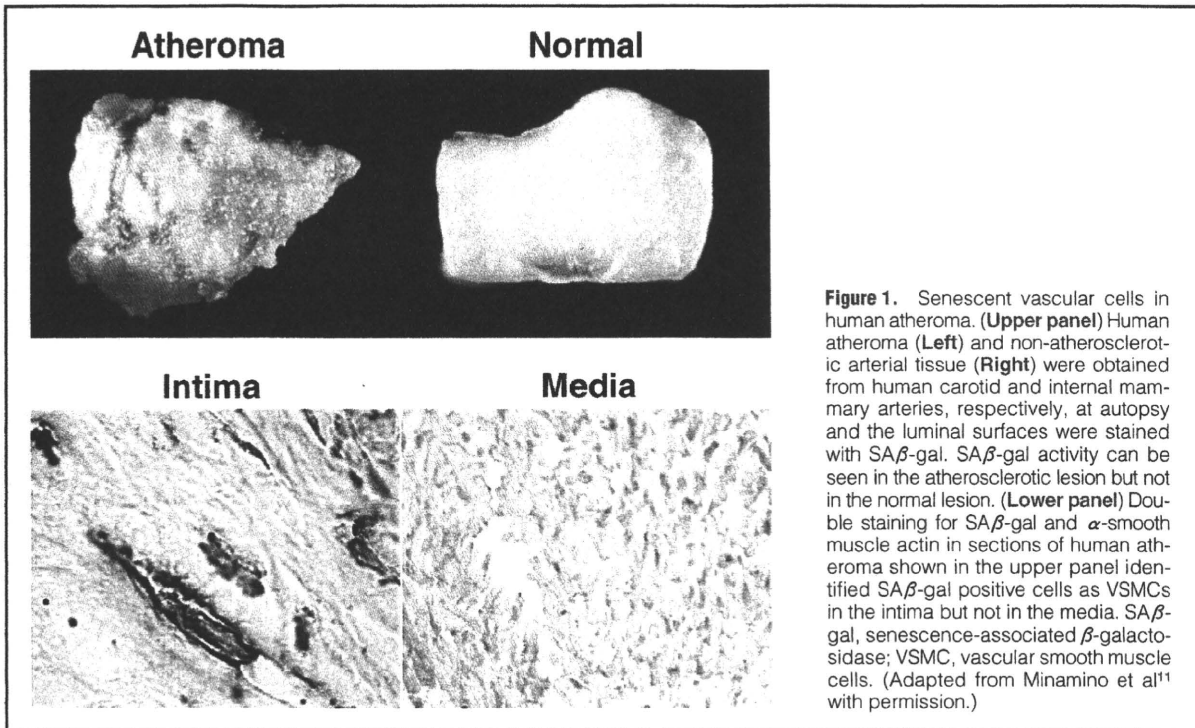 Atheroma
Normal
Intima
Media
Figure 1. Senescent vascular cells in
human atheroma. (Upper panel) Human
atheroma (Left) and non-atherosclerot-
ic arterial tissue (Right) were obtained
from human carotid and internal mam-
mary arteries, respectively, at autopsy
and the luminal surfaces were stained
with SAβ-gal. SAβ-gal activity can be
seen in the atherosclerotic lesion but not
in the normal lesion. (Lower panel) Dou-
ble staining for SAβ-gal and α-smooth
muscle actin in sections of human ath-
eroma shown in the upper panel iden-
tified SAβ-gal positive cells as VSMCs
in the intima but not in the media. SAβ-
gal, senescence-associated β-galacto-
sidase; VSMC, vascular smooth muscle
cells. (Adapted from Minamino et al¹¹
with permission.)